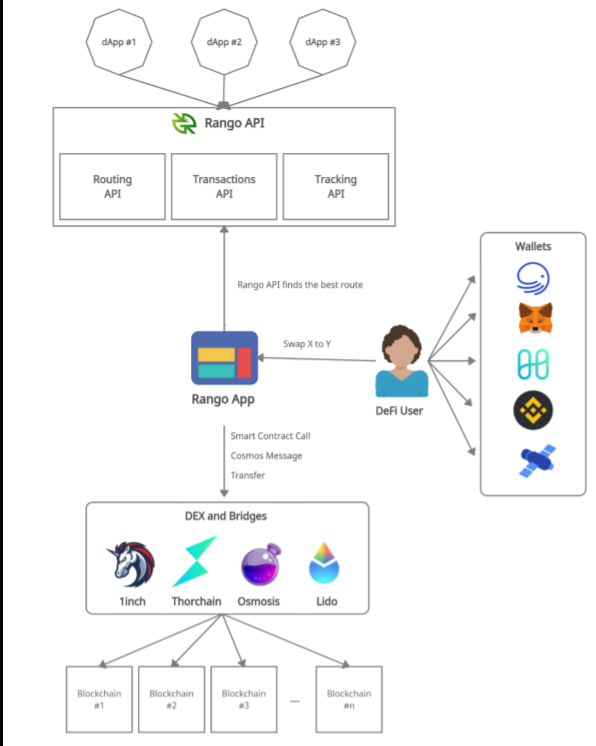 dApp #1
dApp #2
dApp #3
Rango API
Routing
API
Transactions
API
Tracking
API
Wallets
Rango API finds the best route
Swap X to Y
Rango App
DeFi User
Smart Contract Call
Cosmos Message
Transfer
DEX and Bridges
1inch
Thorchain
Osmosis
Lido
Blockchain
#1
Blockchain
#2
Blockchain
#3
....
Blockchain
#n